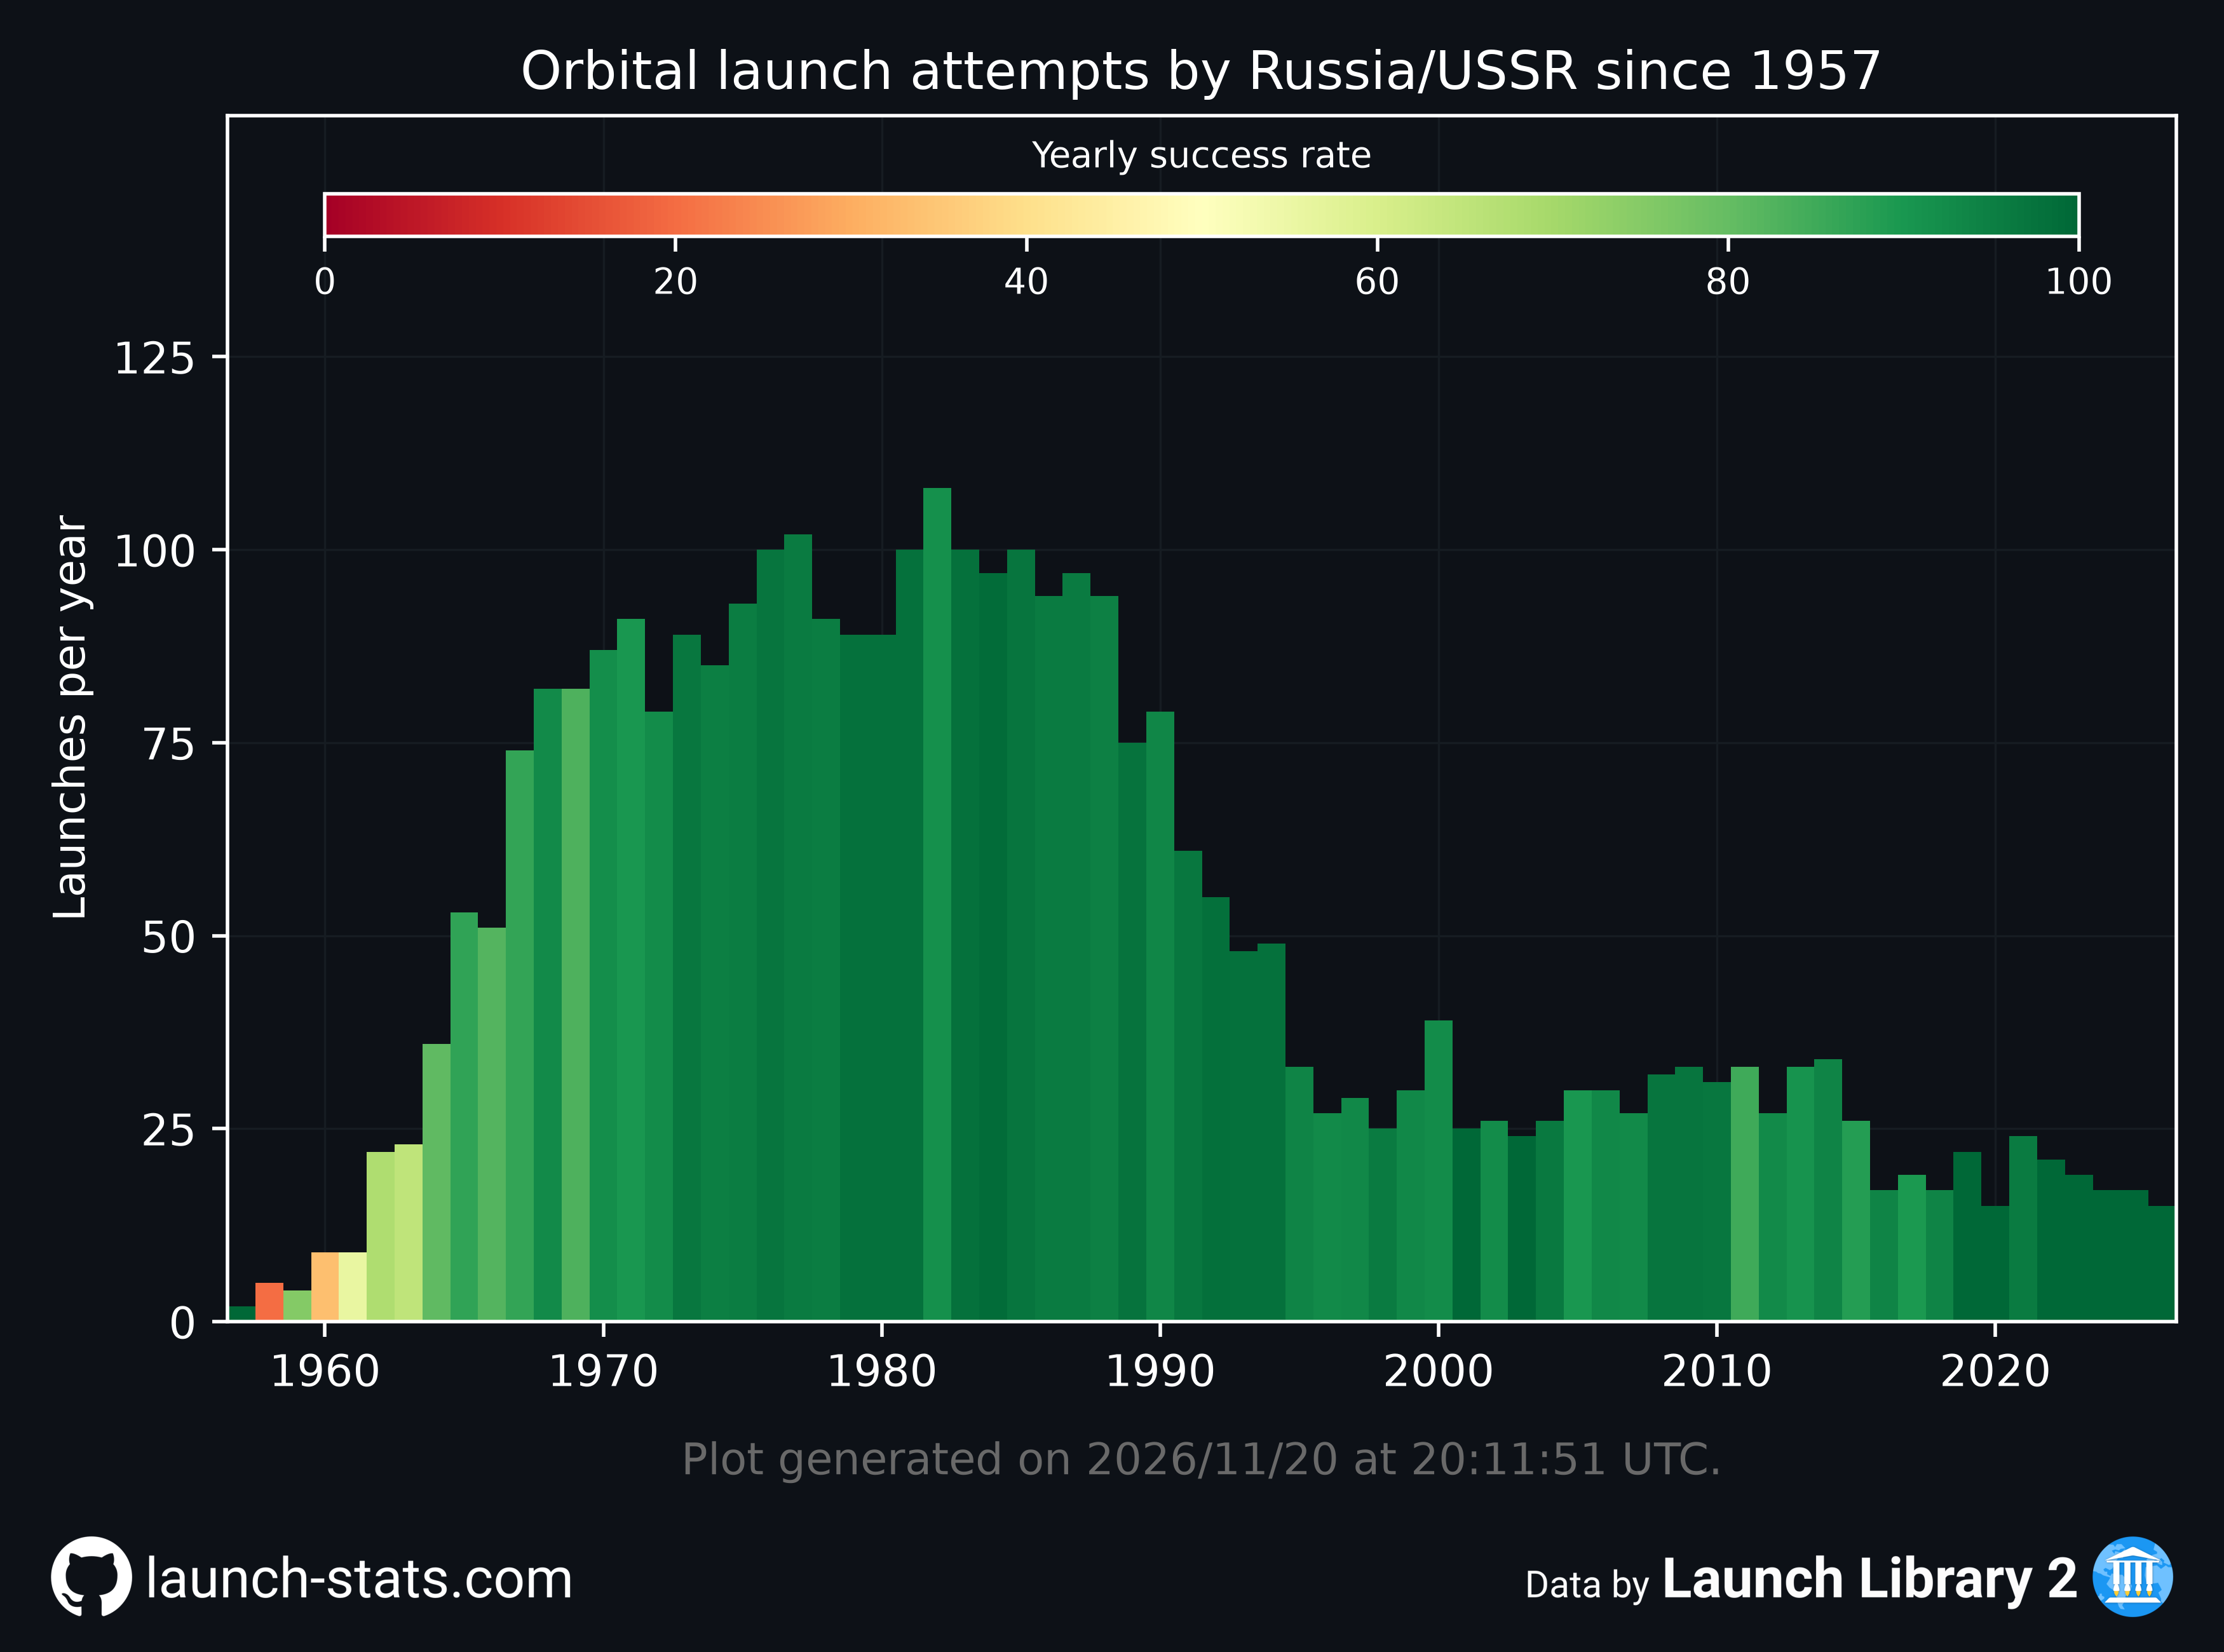 Orbital launch attempts by Russia/USSR since 1957
Yearly success rate
0 20 40 60 80 100
Launches per year
125
100
75
50
25
0
1960 1970 1980 1990 2000 2010 2020
Plot generated on 2026/11/20 at 20:11:51 UTC.
launch-stats.com
Data by Launch Library 2